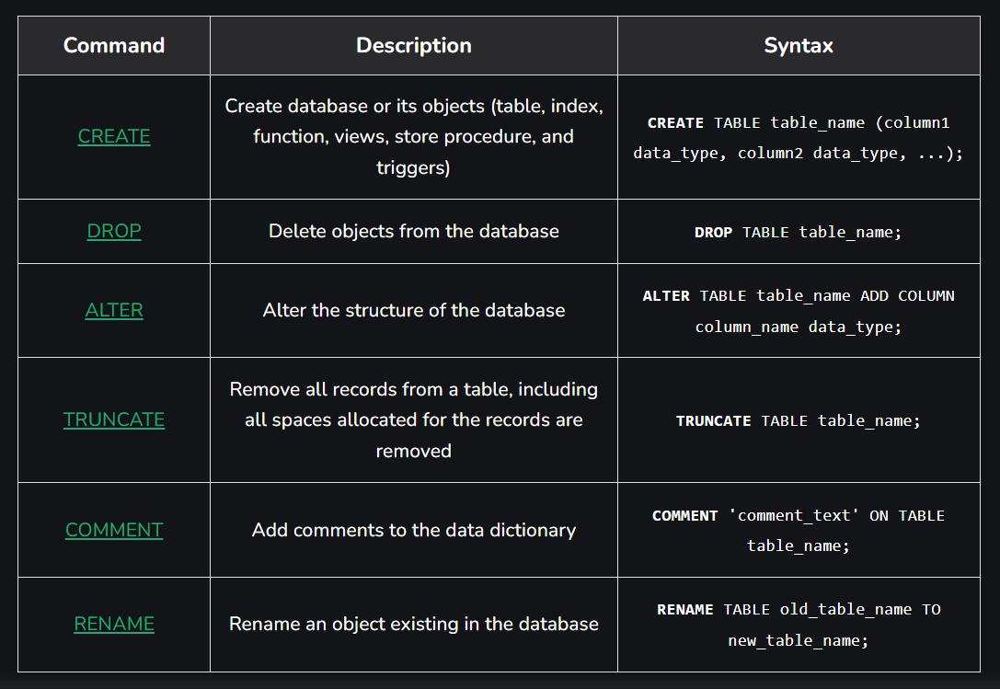 Command Description Syntax
CREATE
Create database or its objects (table, index,
function, views, store procedure, and
triggers)
CREATE TABLE table_name (column1
data_type, column2 data_type, ...);
DROP
Delete objects from the database
DROP TABLE table_name;
ALTER
Alter the structure of the database
ALTER TABLE table_name ADD COLUMN
column_name data_type;
TRUNCATE
Remove all records from a table, including
all spaces allocated for the records are
removed
TRUNCATE TABLE table_name;
COMMENT
Add comments to the data dictionary
COMMENT 'comment_text' ON TABLE
table_name;
RENAME
Rename an object existing in the database
RENAME TABLE old_table_name TO
new_table_name;